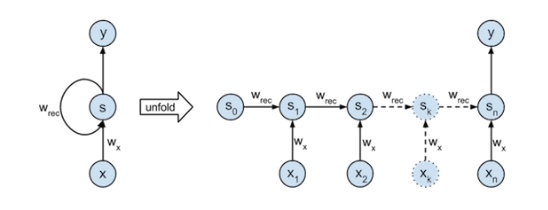 y
y
w_rec
s
unfold
s_0
w_rec
s_1
w_rec
s_2
w_rec
s_k
w_rec
s_n
w_x
w_x
w_x
w_x
w_x
x
x_1
x_2
x_k
x_n